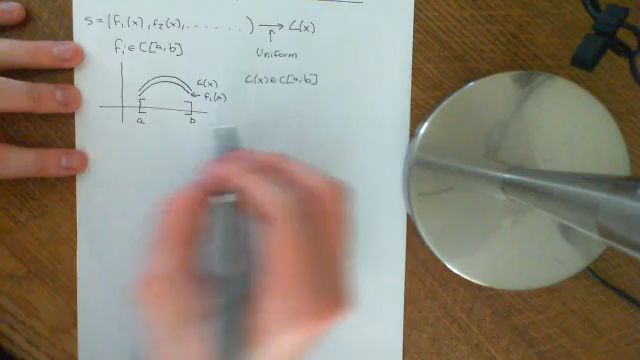 S = (f₁(x), f₂(x), . . . . . . ) → L(x)
Uniform
fᵢ ∈ C[a,b]
L(x) ∈ C[a,b]
L(x)
← fᵢ(x)
a b